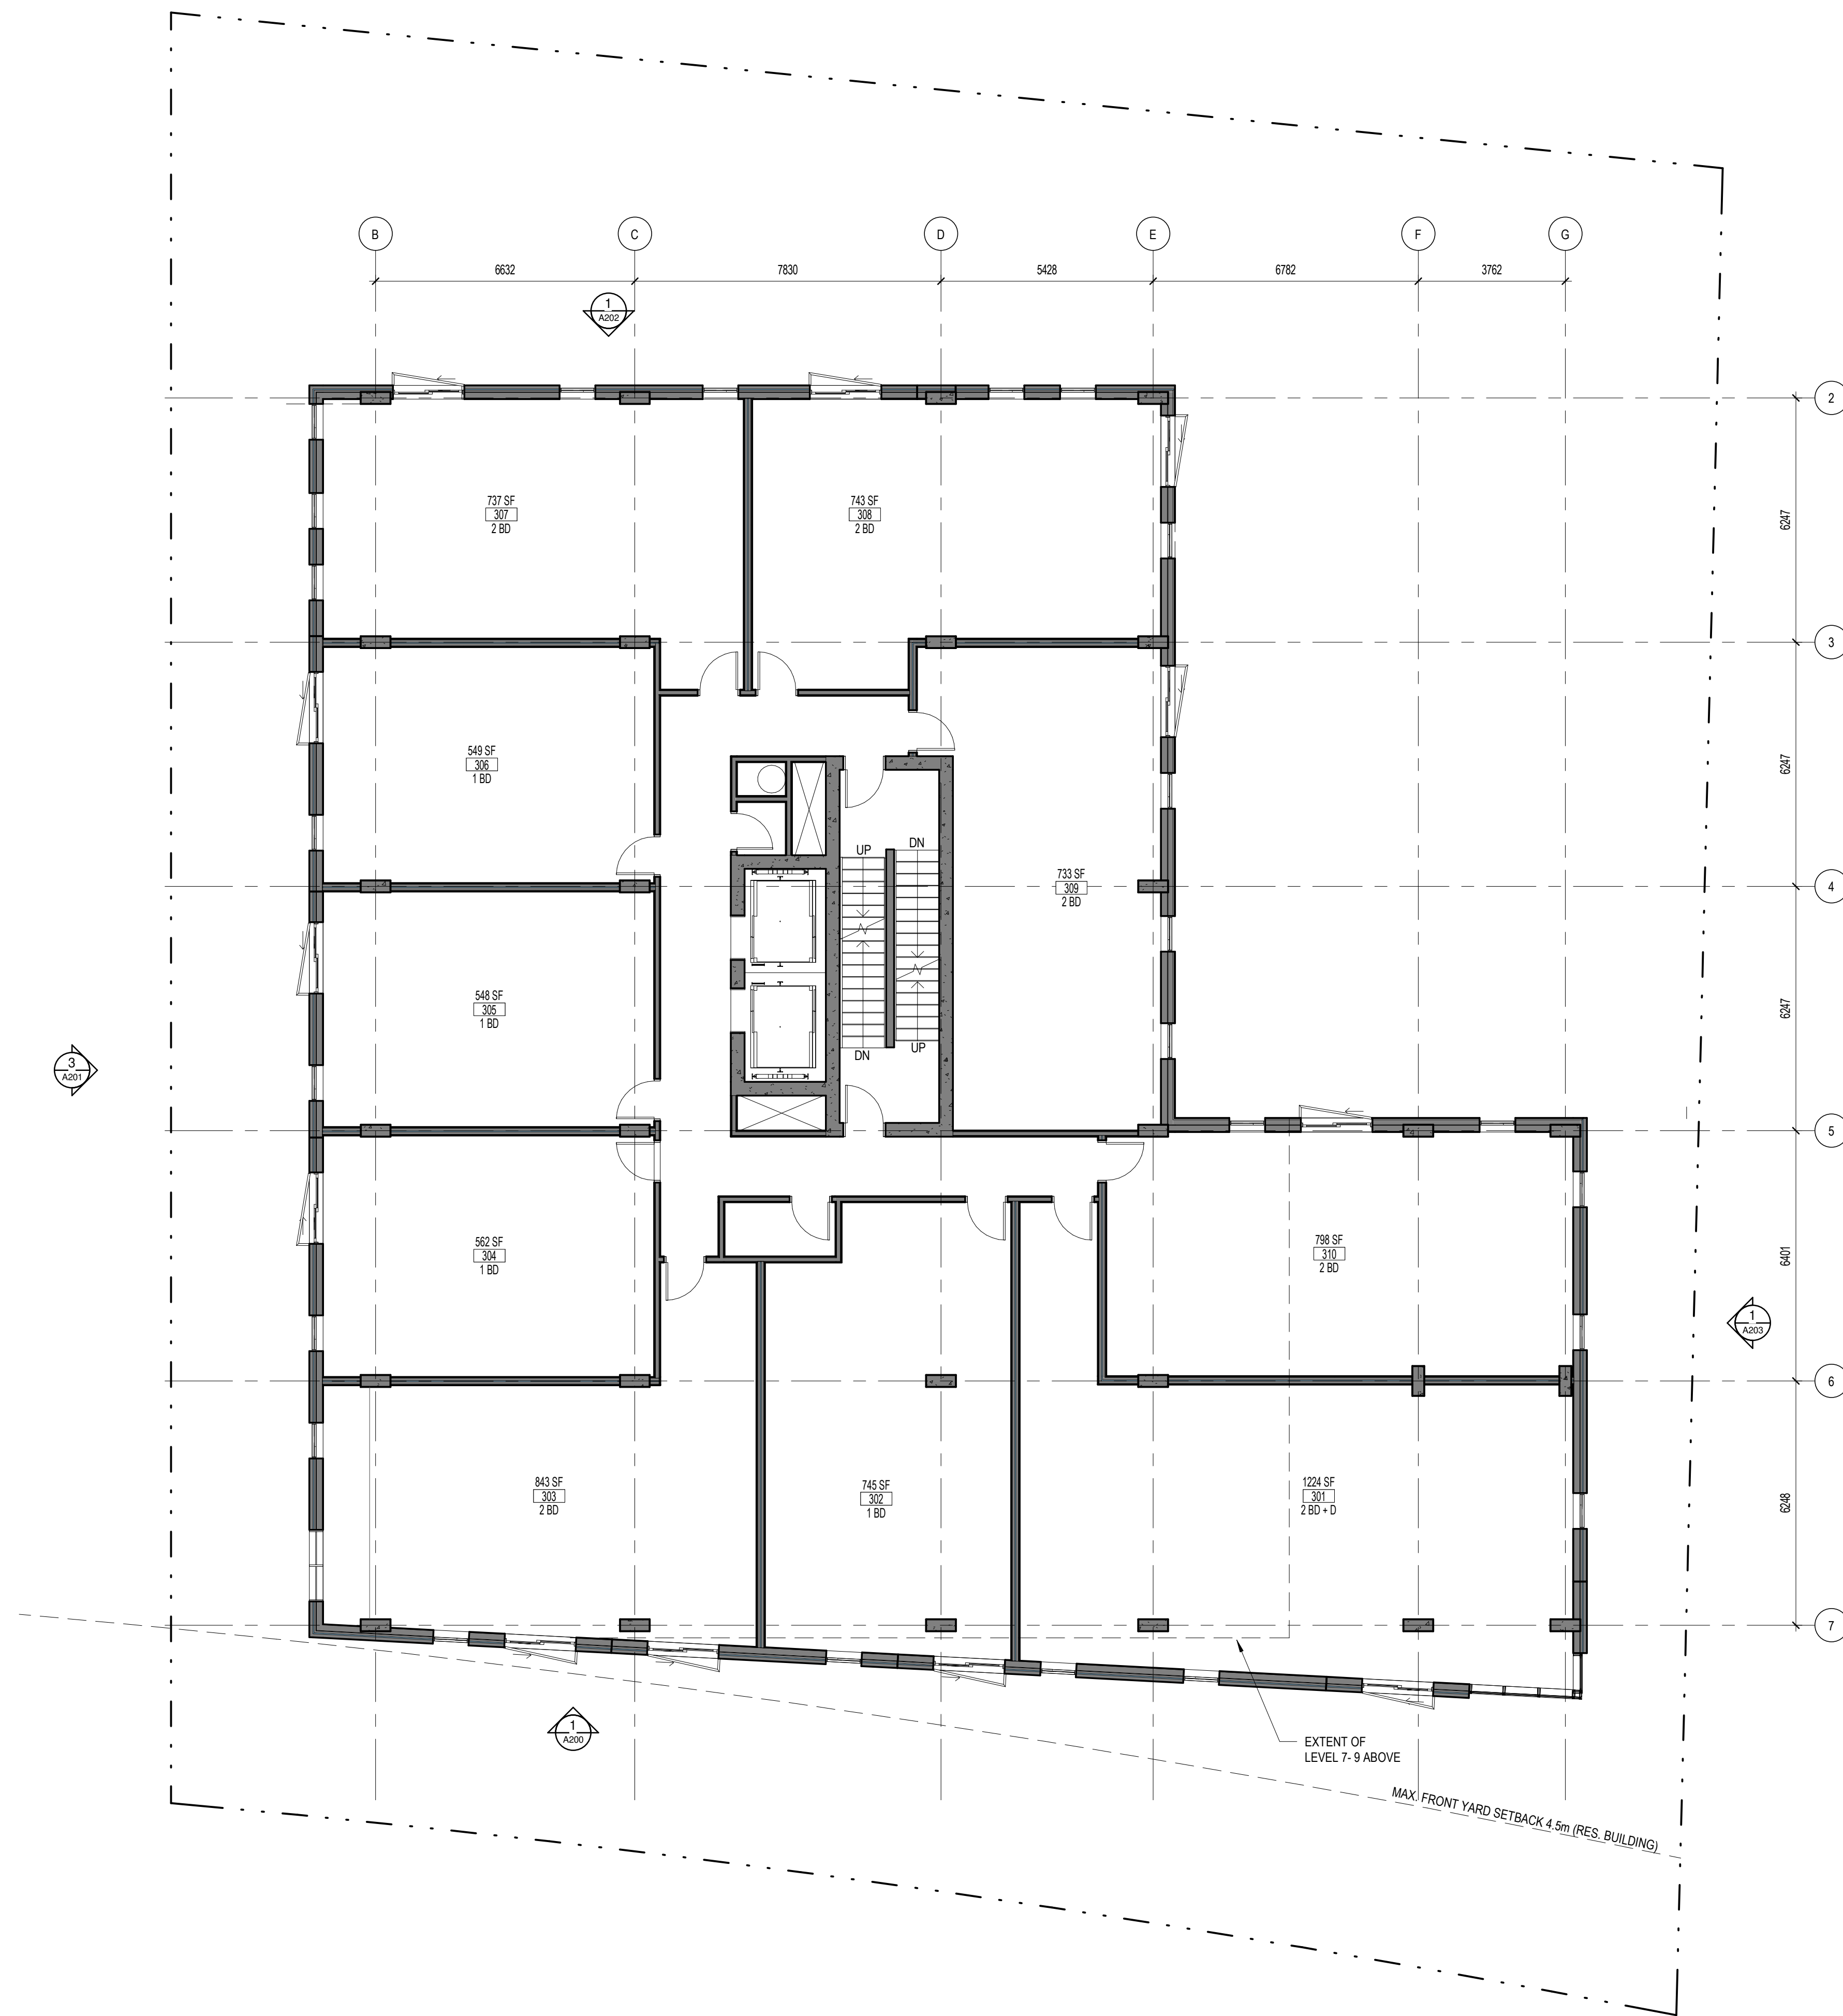 B
C
D
E
F
G
6632
7830
5428
6782
3762
1
A202
2
737 SF
307
2 BD
743 SF
308
2 BD
6247
3
549 SF
306
1 BD
6247
UP
DN
733 SF
309
2 BD
4
548 SF
305
1 BD
6247
DN
UP
3
A201
5
562 SF
304
1 BD
798 SF
310
2 BD
6401
1
A203
6
843 SF
303
2 BD
745 SF
302
1 BD
1224 SF
301
2 BD + D
6248
7
1
A200
EXTENT OF
LEVEL 7- 9 ABOVE
MAX. FRONT YARD SETBACK 4.5m (RES. BUILDING)